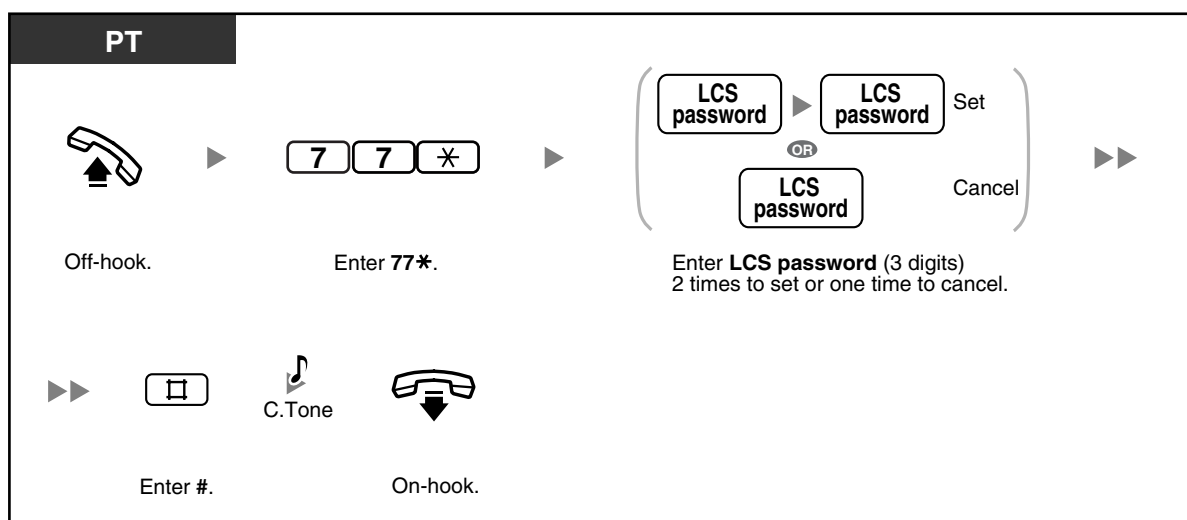 PT
LCS password
LCS password
Set
OR
LCS password
Cancel
7 7 *
Off-hook.
Enter 77*.
Enter LCS password (3 digits)
2 times to set or one time to cancel.
#
C.Tone
Enter #.
On-hook.